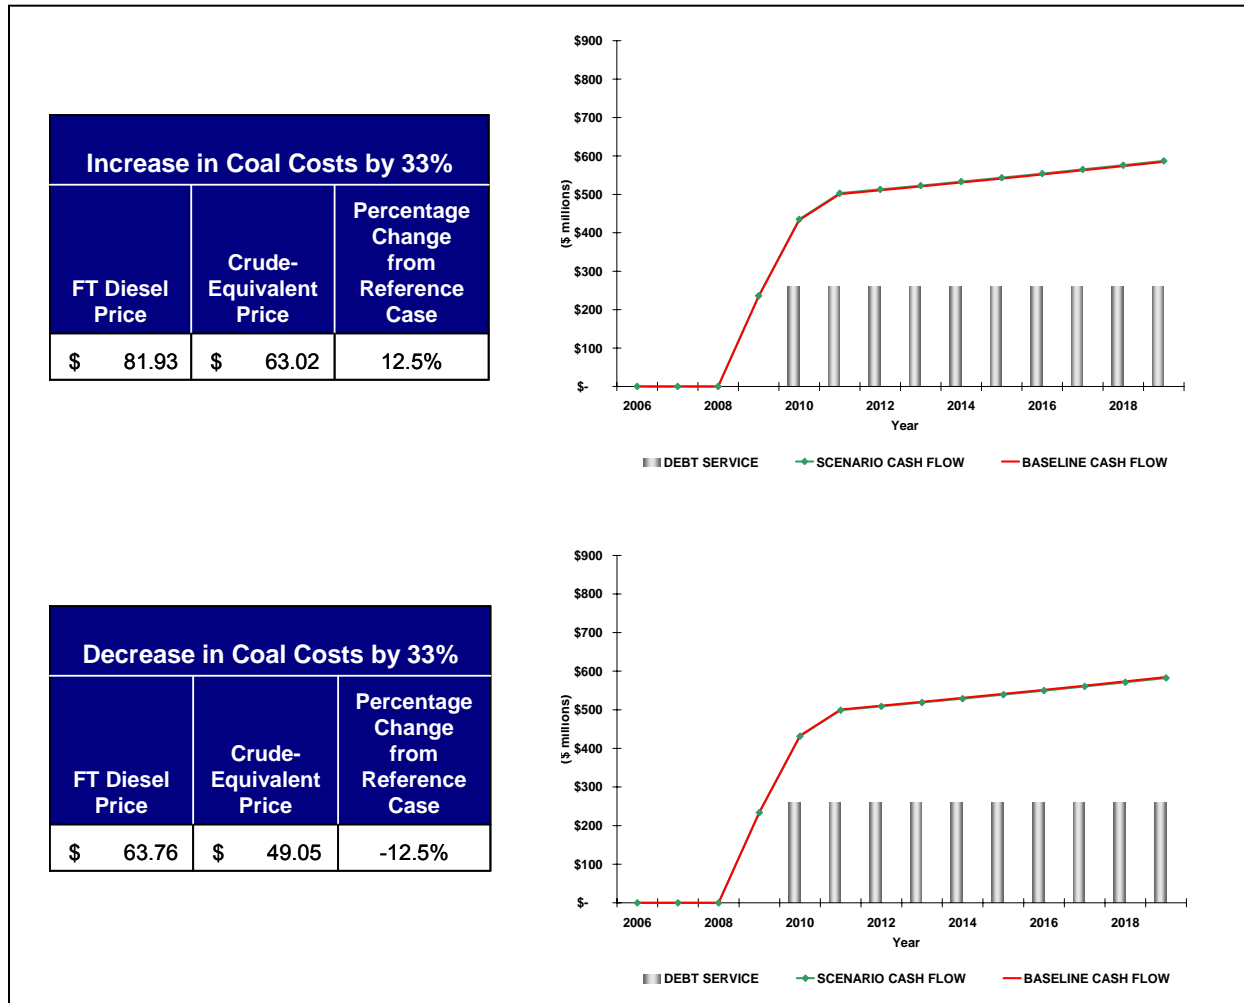 Increase in Coal Costs by 33%
FT Diesel
Price
Crude-
Equivalent
Price
Percentage
Change
from
Reference
Case
$ 81.93
$ 63.02
12.5%
$900
$800
$700
$600
$500
$400
$300
$200
$100
$-
($ millions)
2006 2008 2010 2012 2014 2016 2018
Year
DEBT SERVICE SCENARIO CASH FLOW BASELINE CASH FLOW
Decrease in Coal Costs by 33%
FT Diesel
Price
Crude-
Equivalent
Price
Percentage
Change
from
Reference
Case
$ 63.76
$ 49.05
-12.5%
$900
$800
$700
$600
$500
$400
$300
$200
$100
$-
($ millions)
2006 2008 2010 2012 2014 2016 2018
Year
DEBT SERVICE SCENARIO CASH FLOW BASELINE CASH FLOW